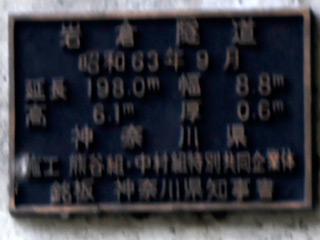 岩倉隧道
昭和63年9月
延長 198.0m 幅 8.8m
高 6.1m 厚 0.6m
神奈川県
施工 熊谷組・中村組特別共同企業体
銘板 神奈川県知事書